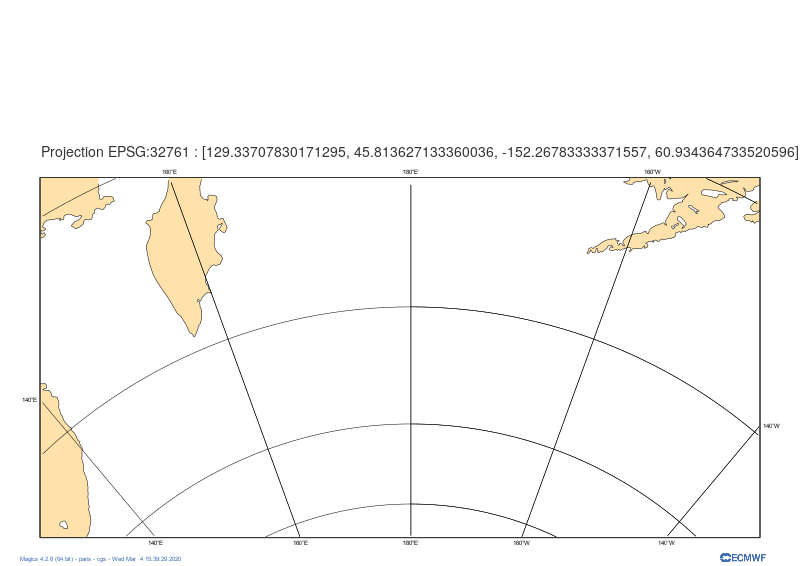 Projection EPSG:32761 : [129.33707830171295, 45.813627133360036, -152.26783333371557, 60.934364733520596]
160°E 180°E 160°W
140°E
140°W
140°E 160°E 180°E 160°W 140°W
Magics 4.2.6 (64 bit) - paris - cgs - Wed Mar 4 15:39:29 2020
ECMWF